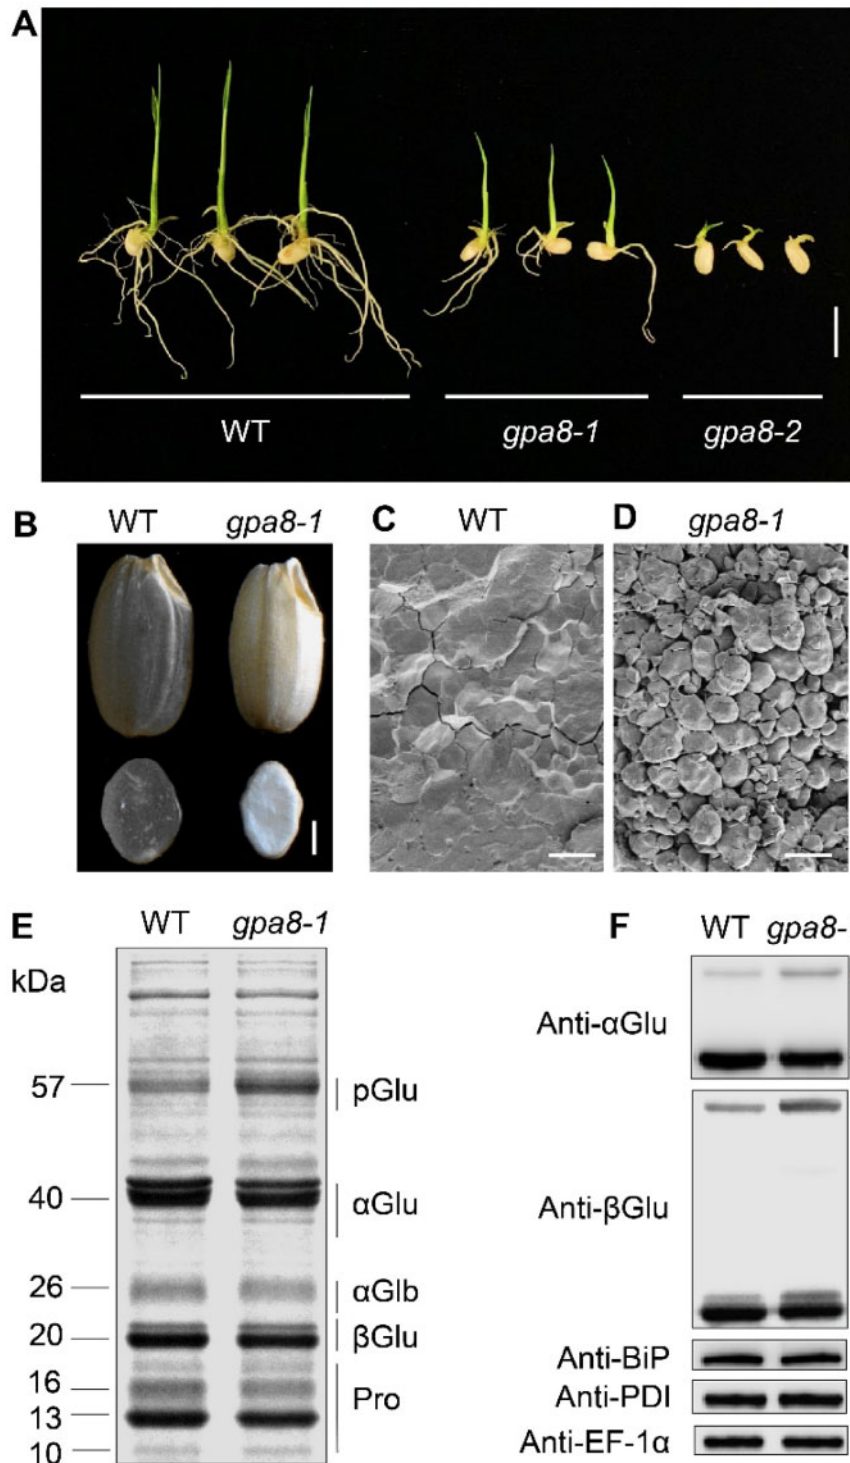 A
WT gpa8-1 gpa8-2
B WT gpa8-1
C WT
D gpa8-1
E WT gpa8-1
kDa
57
40
26
20
16
13
10
pGlu
αGlu
αGlb
βGlu
Pro
F WT gpa8-
Anti-αGlu
Anti-βGlu
Anti-BiP
Anti-PDI
Anti-EF-1α